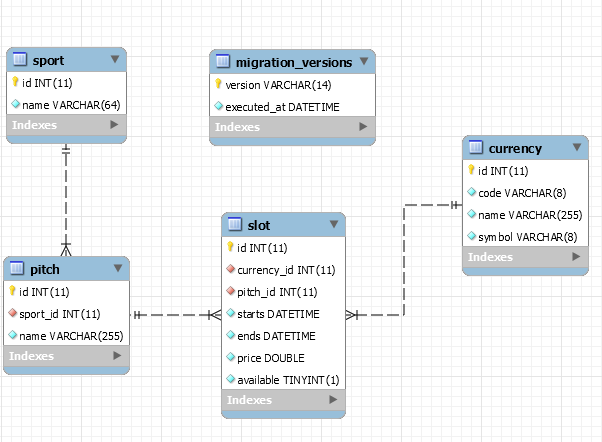 sport
id INT(11)
name VARCHAR(64)
Indexes
migration_versions
version VARCHAR(14)
executed_at DATETIME
Indexes
currency
id INT(11)
code VARCHAR(8)
name VARCHAR(255)
symbol VARCHAR(8)
Indexes
slot
id INT(11)
currency_id INT(11)
pitch_id INT(11)
starts DATETIME
ends DATETIME
price DOUBLE
available TINYINT(1)
Indexes
pitch
id INT(11)
sport_id INT(11)
name VARCHAR(255)
Indexes